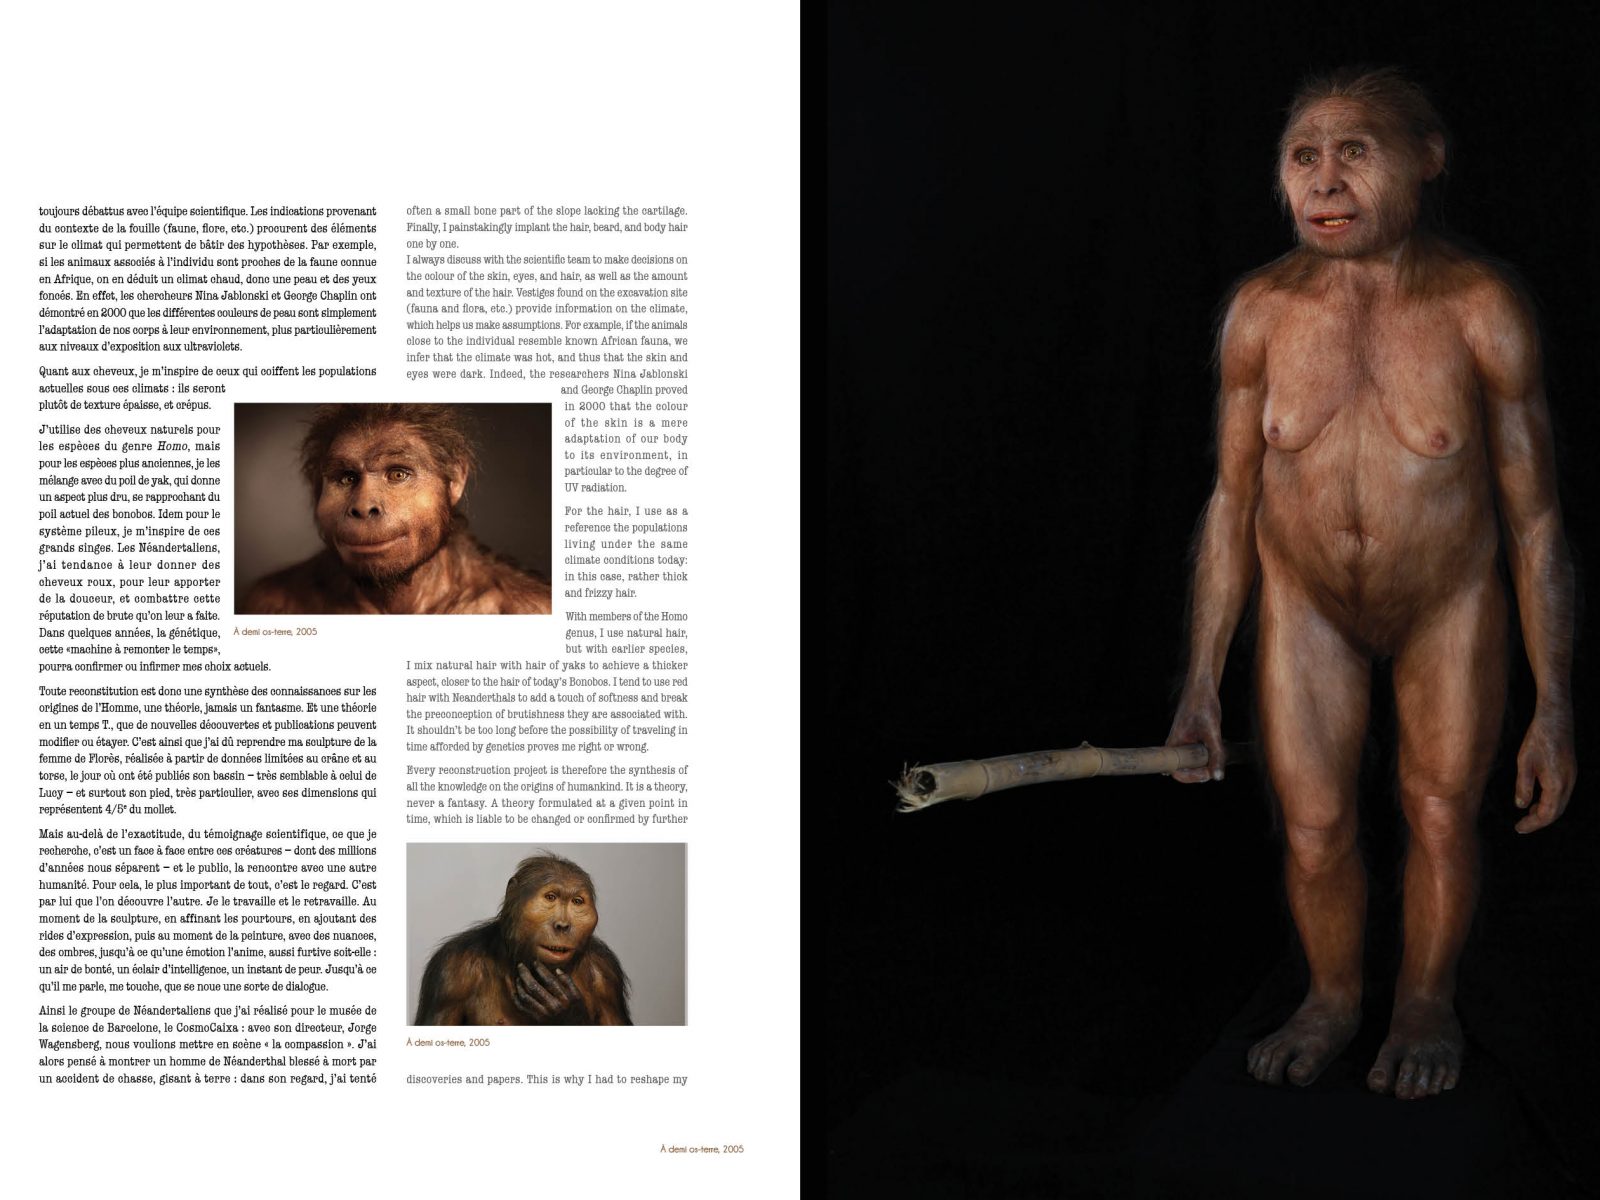 toujours débattus avec l'équipe scientifique. Les indications provenant
du contexte de la fouille (faune, flore, etc.) procurent des éléments
sur le climat qui permettent de bâtir des hypothèses. Par exemple,
si les animaux associés à l'individu sont proches de la faune connue
en Afrique, on en déduit un climat chaud, donc une peau et des yeux
foncés. En effet, les chercheurs Nina Jablonski et George Chaplin ont
démontré en 2000 que les différentes couleurs de peau sont simplement
l'adaptation de nos corps à leur environnement, plus particulièrement
aux niveaux d'exposition aux ultraviolets.
Quant aux cheveux, je m'inspire de ceux qui coiffent les populations
actuelles sous ces climats : ils seront
plutôt de texture épaisse, et crépus.
J'utilise des cheveux naturels pour
les espèces du genre Homo, mais
pour les espèces plus anciennes, je les
mélange avec du poil de yak, qui donne
un aspect plus dru, se rapprochant du
poil actuel des bonobos. Idem pour le
système pileux, je m'inspire de ces
grands singes. Les Néandertaliens,
j'ai tendance à leur donner des
cheveux roux, pour leur apporter
de la douceur, et combattre cette
réputation de brute qu'on leur a faite.
Dans quelques années, la génétique,
cette «machine à remonter le temps»,
pourra confirmer ou infirmer mes choix actuels.
Toute reconstitution est donc une synthèse des connaissances sur les
origines de l'Homme, une théorie, jamais un fantasme. Et une théorie
en un temps T., que de nouvelles découvertes et publications peuvent
modifier ou étayer. C'est ainsi que j'ai dû reprendre ma sculpture de la
femme de Florès, réalisée à partir de données limitées au crâne et au
torse, le jour où ont été publiés son bassin – très semblable à celui de
Lucy – et surtout son pied, très particulier, avec ses dimensions qui
représentent 4/5e du mollet.
Mais au-delà de l'exactitude, du témoignage scientifique, ce que je
recherche, c'est un face à face entre ces créatures – dont des millions
d'années nous séparent – et le public, la rencontre avec une autre
humanité. Pour cela, le plus important de tout, c'est le regard. C'est
par lui que l'on découvre l'autre. Je le travaille et le retravaille. Au
moment de la sculpture, en affinant les pourtours, en ajoutant des
rides d'expression, puis au moment de la peinture, avec des nuances,
des ombres, jusqu'à ce qu'une émotion l'anime, aussi furtive soit-elle :
un air de bonté, un éclair d'intelligence, un instant de peur. Jusqu'à ce
qu'il me parle, me touche, que se noue une sorte de dialogue.
Ainsi le groupe de Néandertaliens que j'ai réalisé pour le musée de
la science de Barcelone, le CosmoCaixa : avec son directeur, Jorge
Wagensberg, nous voulions mettre en scène « la compassion ». J'ai
alors pensé à montrer un homme de Néanderthal blessé à mort par
un accident de chasse, gisant à terre : dans son regard, j'ai tenté
often a small bone part of the slope lacking the cartilage.
Finally, I painstakingly implant the hair, beard, and body hair
one by one.
I always discuss with the scientific team to make decisions on
the colour of the skin, eyes, and hair, as well as the amount
and texture of the hair. Vestiges found on the excavation site
(fauna and flora, etc.) provide information on the climate,
which helps us make assumptions. For example, if the animals
close to the individual resemble known African fauna, we
infer that the climate was hot, and thus that the skin and
eyes were dark. Indeed, the researchers Nina Jablonski
and George Chaplin proved
in 2000 that the colour
of the skin is a mere
adaptation of our body
to its environment, in
particular to the degree of
UV radiation.
For the hair, I use as a
reference the populations
living under the same
climate conditions today:
in this case, rather thick
and frizzy hair.
With members of the Homo
genus, I use natural hair,
but with earlier species,
I mix natural hair with hair of yaks to achieve a thicker
aspect, closer to the hair of today's Bonobos. I tend to use red
hair with Neanderthals to add a touch of softness and break
the preconception of brutishness they are associated with.
It shouldn't be too long before the possibility of traveling in
time afforded by genetics proves me right or wrong.
Every reconstruction project is therefore the synthesis of
all the knowledge on the origins of humankind. It is a theory,
never a fantasy. A theory formulated at a given point in
time, which is liable to be changed or confirmed by further
discoveries and papers. This is why I had to reshape my
À demi os-terre, 2005
À demi os-terre, 2005
À demi os-terre, 2005